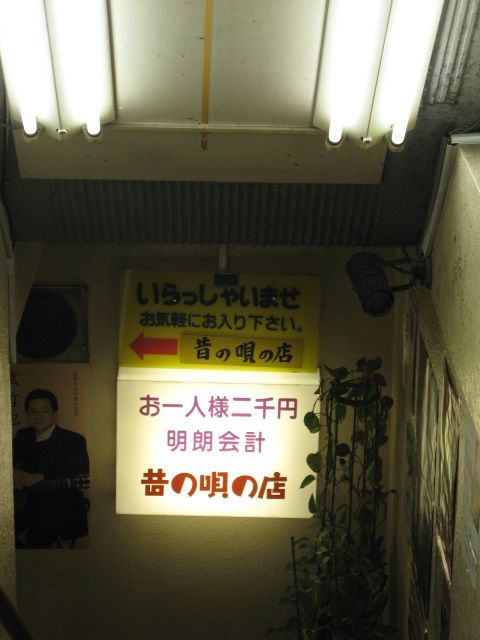 いらっしゃいませ
お気軽にお入り下さい。
昔の唄の店
お一人様二千円
明朗会計
昔の唄の店